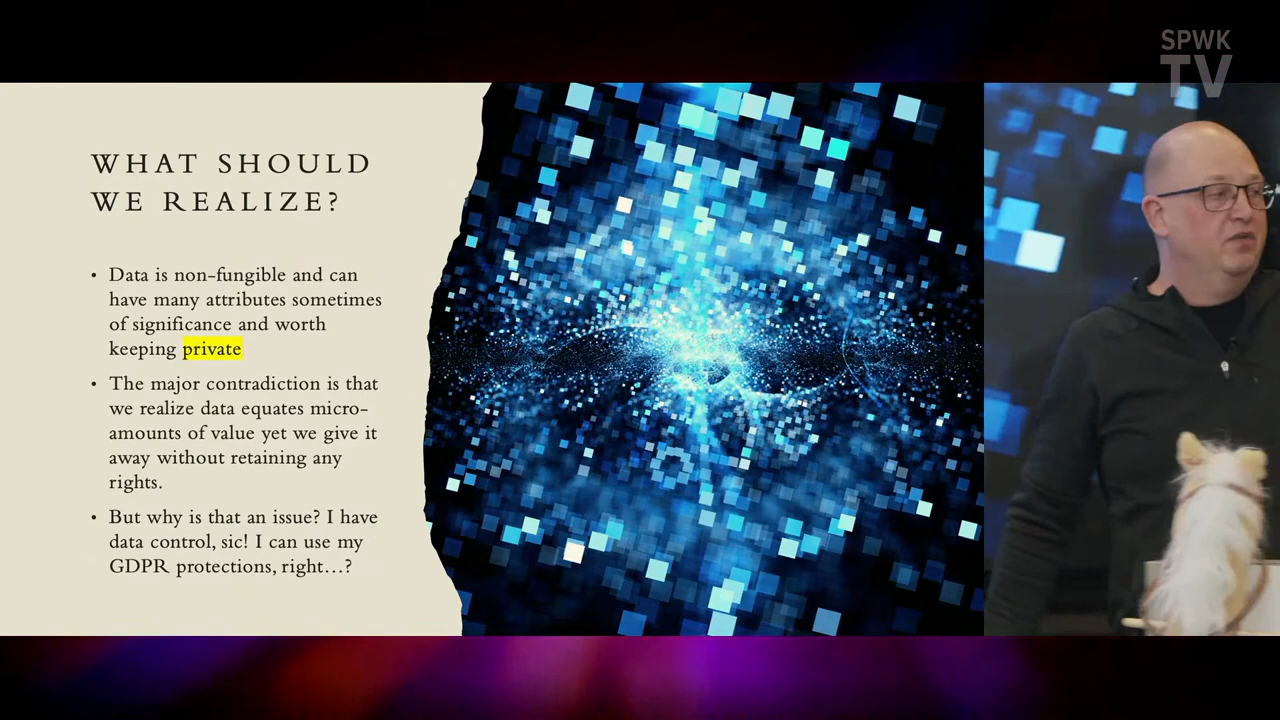 SPWK
TV
WHAT SHOULD
WE REALIZE?
• Data is non-fungible and can
have many attributes sometimes
of significance and worth
keeping private
• The major contradiction is that
we realize data equates micro-
amounts of value yet we give it
away without retaining any
rights.
• But why is that an issue? I have
data control, sic! I can use my
GDPR protections, right...?